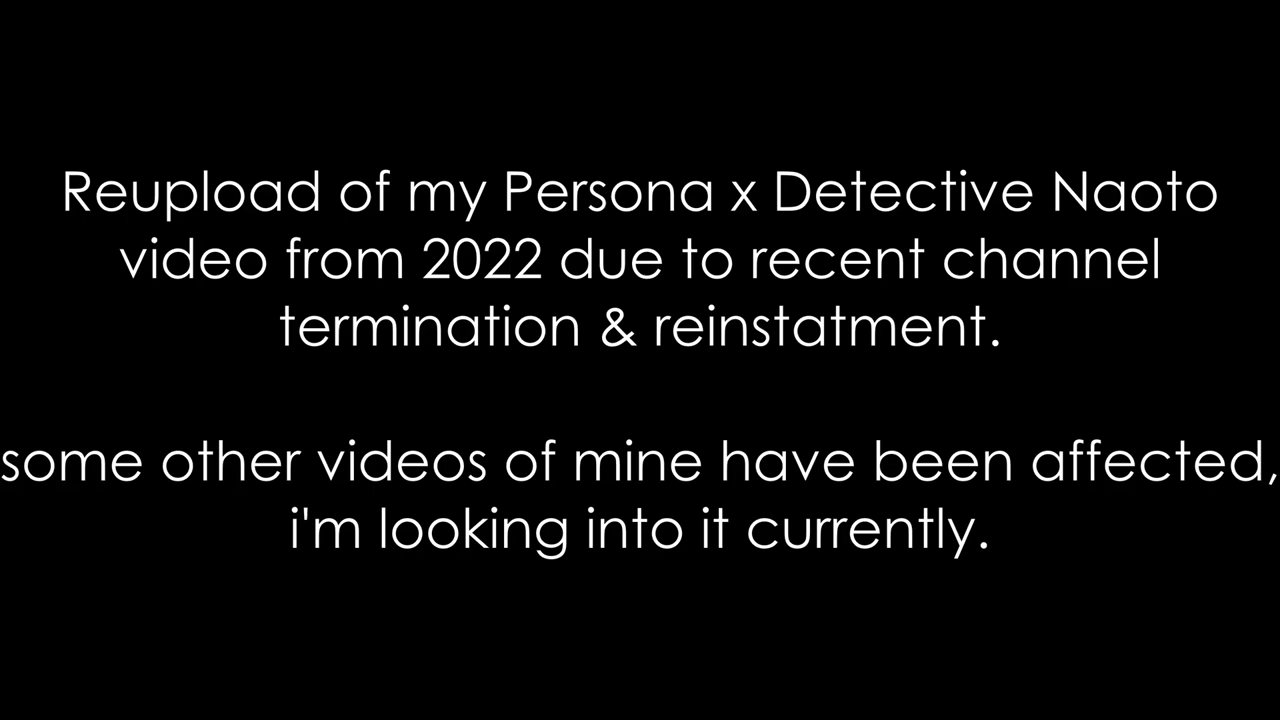 Reupload of my Persona x Detective Naoto
video from 2022 due to recent channel
termination & reinstatment.
some other videos of mine have been affected,
i'm looking into it currently.